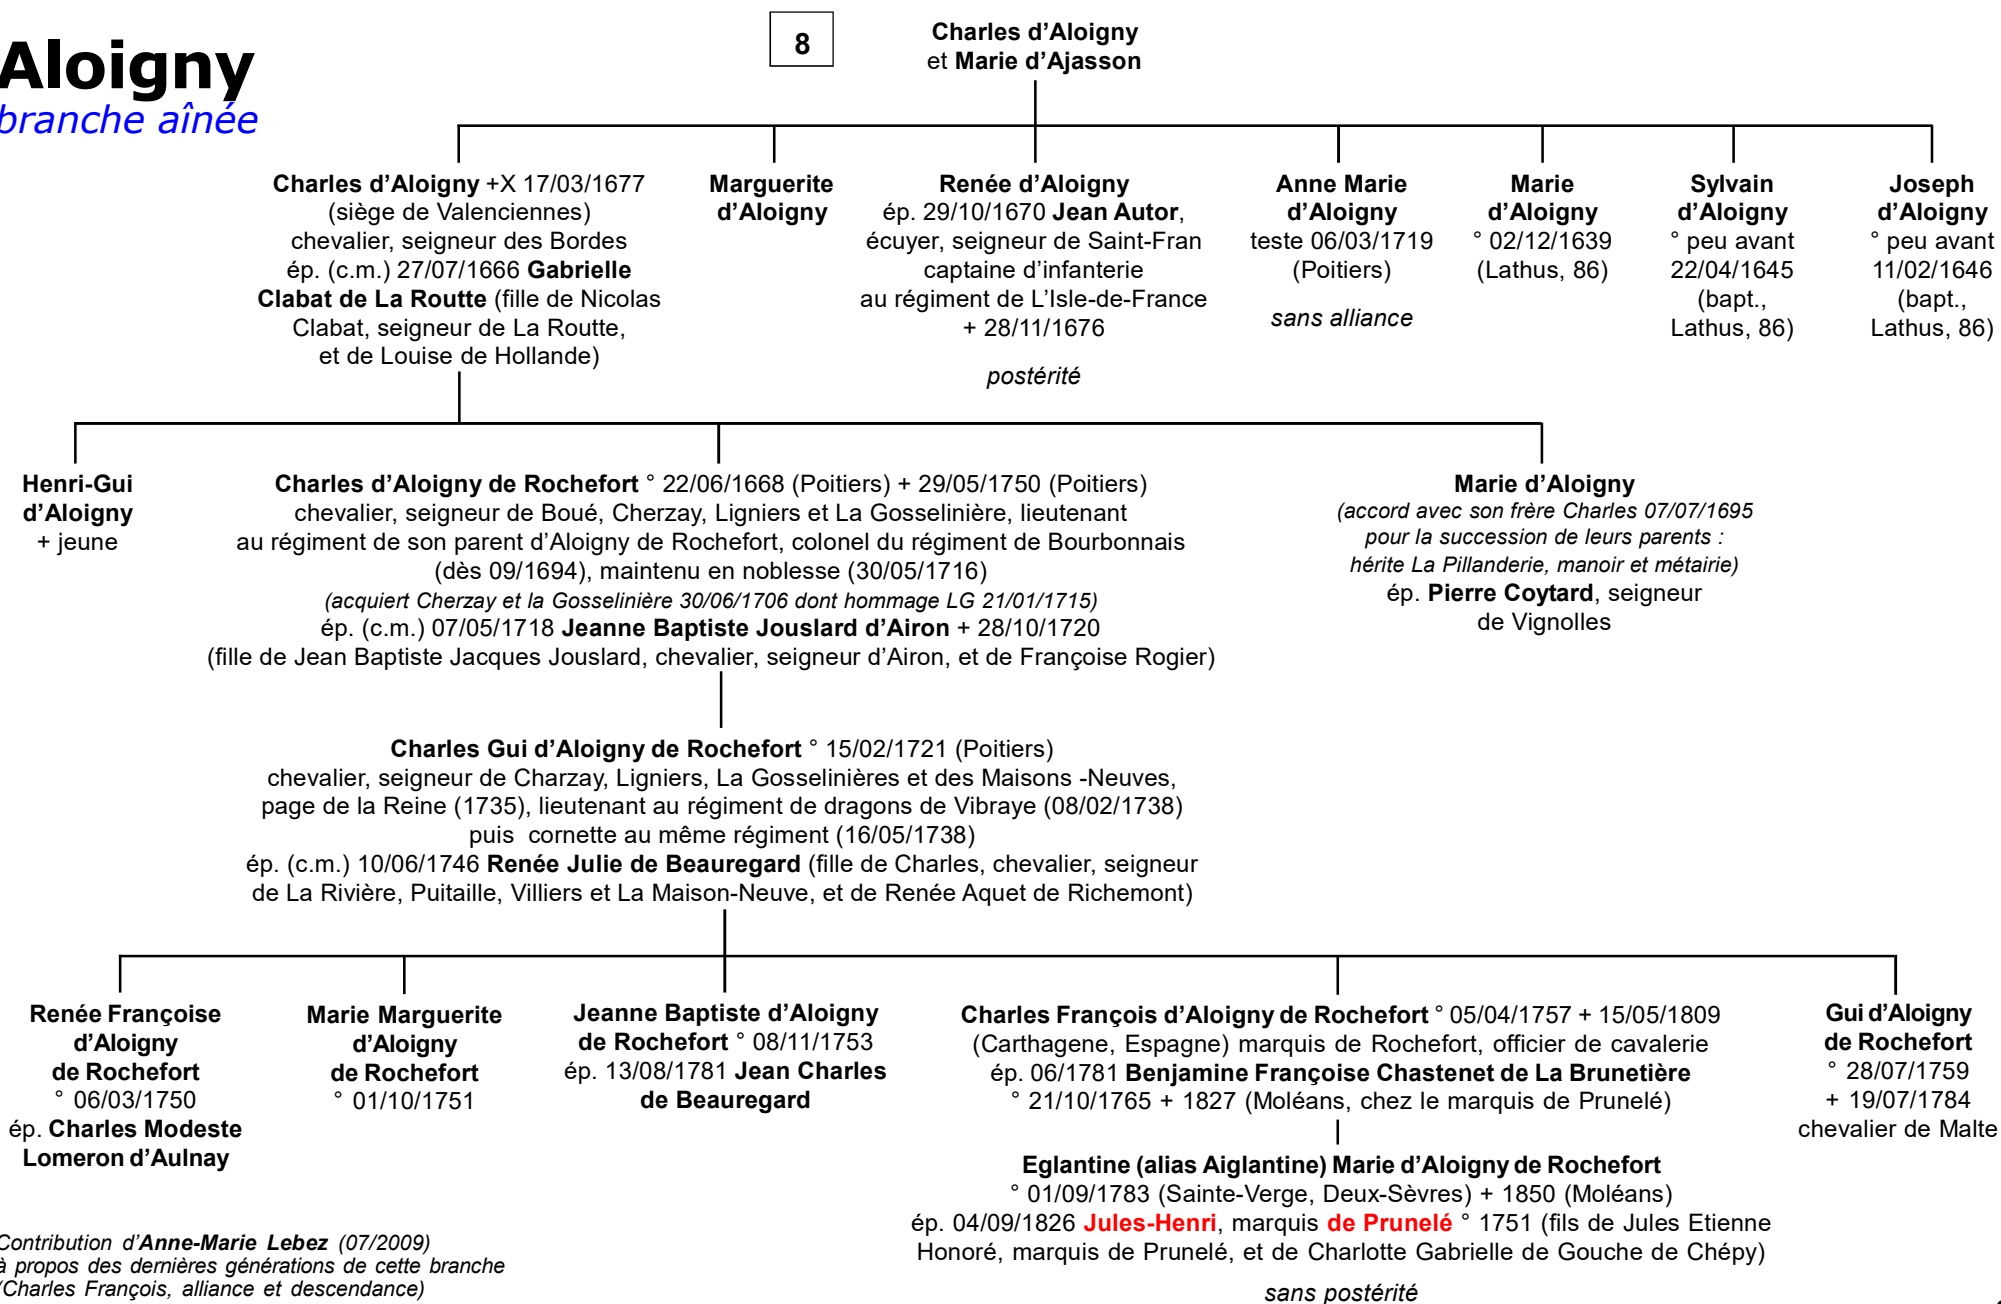 Aloigny
branche aînée
8
Charles d’Aloigny
et Marie d’Ajasson
Charles d’Aloigny +X 17/03/1677
(siège de Valenciennes)
chevalier, seigneur des Bordes
ép. (c.m.) 27/07/1666 Gabrielle
Clabat de La Routte (fille de Nicolas
Clabat, seigneur de La Routte,
et de Louise de Hollande)
Marguerite
d’Aloigny
Renée d’Aloigny
ép. 29/10/1670 Jean Autor,
écuyer, seigneur de Saint-Fran
captaine d’infanterie
au régiment de L’Isle-de-France
+ 28/11/1676
postérité
Anne Marie
d’Aloigny
teste 06/03/1719
(Poitiers)
sans alliance
Marie
d’Aloigny
° 02/12/1639
(Lathus, 86)
Sylvain
d’Aloigny
° peu avant
22/04/1645
(bapt.,
Lathus, 86)
Joseph
d’Aloigny
° peu avant
11/02/1646
(bapt.,
Lathus, 86)
Henri-Gui
d’Aloigny
+ jeune
Charles d’Aloigny de Rochefort ° 22/06/1668 (Poitiers) + 29/05/1750 (Poitiers)
chevalier, seigneur de Boué, Cherzay, Ligniers et La Gosselinière, lieutenant
au régiment de son parent d’Aloigny de Rochefort, colonel du régiment de Bourbonnais
(dès 09/1694), maintenu en noblesse (30/05/1716)
(acquiert Cherzay et la Gosselinière 30/06/1706 dont hommage LG 21/01/1715)
ép. (c.m.) 07/05/1718 Jeanne Baptiste Jouslard d’Airon + 28/10/1720
(fille de Jean Baptiste Jacques Jouslard, chevalier, seigneur d’Airon, et de Françoise Rogier)
Marie d’Aloigny
(accord avec son frère Charles 07/07/1695
pour la succession de leurs parents :
hérite La Pillanderie, manoir et métairie)
ép. Pierre Coytard, seigneur
de Vignolles
Charles Gui d’Aloigny de Rochefort ° 15/02/1721 (Poitiers)
chevalier, seigneur de Charzay, Ligniers, La Gosselinières et des Maisons -Neuves,
page de la Reine (1735), lieutenant au régiment de dragons de Vibraye (08/02/1738)
puis cornette au même régiment (16/05/1738)
ép. (c.m.) 10/06/1746 Renée Julie de Beauregard (fille de Charles, chevalier, seigneur
de La Rivière, Puitaille, Villiers et La Maison-Neuve, et de Renée Aquet de Richemont)
Renée Françoise
d’Aloigny
de Rochefort
° 06/03/1750
ép. Charles Modeste
Lomeron d’Aulnay
Marie Marguerite
d’Aloigny
de Rochefort
° 01/10/1751
Jeanne Baptiste d’Aloigny
de Rochefort ° 08/11/1753
ép. 13/08/1781 Jean Charles
de Beauregard
Charles François d’Aloigny de Rochefort ° 05/04/1757 + 15/05/1809
(Carthagene, Espagne) marquis de Rochefort, officier de cavalerie
ép. 06/1781 Benjamine Françoise Chastenet de La Brunetière
° 21/10/1765 + 1827 (Moléans, chez le marquis de Prunelé)
Gui d’Aloigny
de Rochefort
° 28/07/1759
+ 19/07/1784
chevalier de Malte
Eglantine (alias Aiglantine) Marie d’Aloigny de Rochefort
° 01/09/1783 (Sainte-Verge, Deux-Sèvres) + 1850 (Moléans)
ép. 04/09/1826 Jules-Henri, marquis de Prunelé ° 1751 (fils de Jules Etienne
Honoré, marquis de Prunelé, et de Charlotte Gabrielle de Gouche de Chépy)
sans postérité
Contribution d’Anne-Marie Lebez (07/2009)
à propos des dernières générations de cette branche
(Charles François, alliance et descendance)